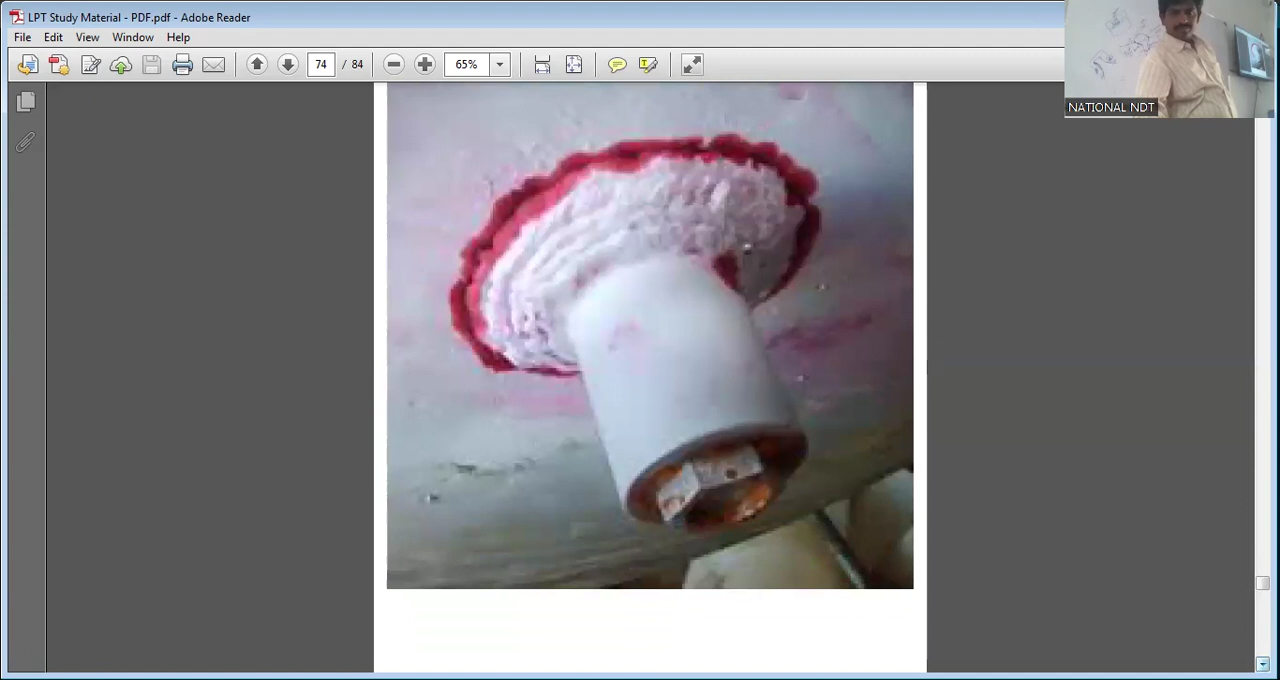 LPT Study Material - PDF.pdf - Adobe Reader
File Edit View Window Help
74 / 84 65%
NATIONAL NDT